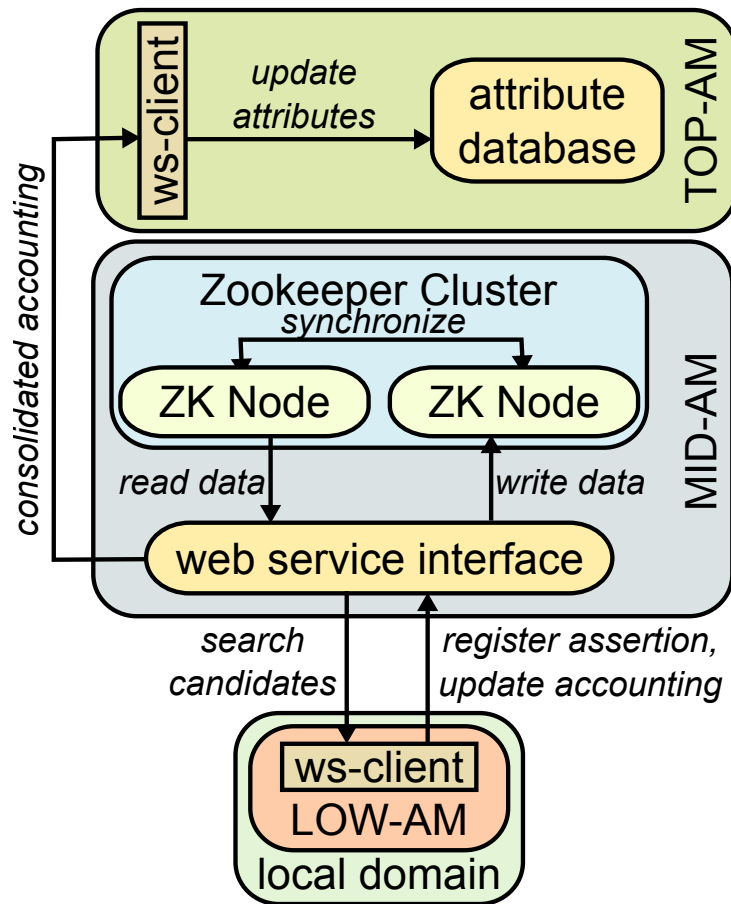 ws-client
update
attributes
attribute
database
TOP-AM
consolidated accounting
Zookeeper Cluster
synchronize
ZK Node
ZK Node
MID-AM
read data
write data
web service interface
search
candidates
register assertion,
update accounting
ws-client
LOW-AM
local domain